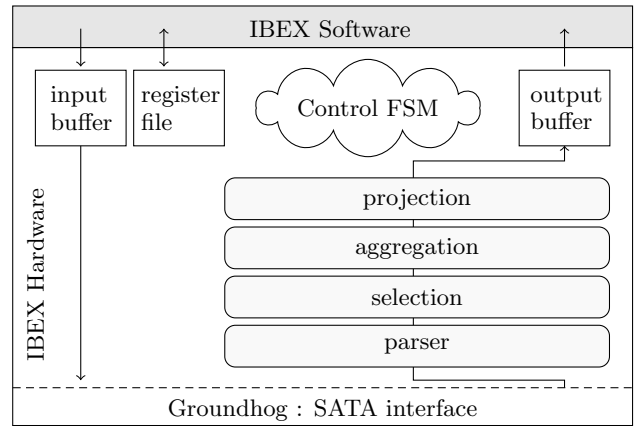 IBEX Software
input
buffer
register
file
Control FSM
output
buffer
projection
aggregation
selection
parser
IBEX Hardware
Groundhog : SATA interface